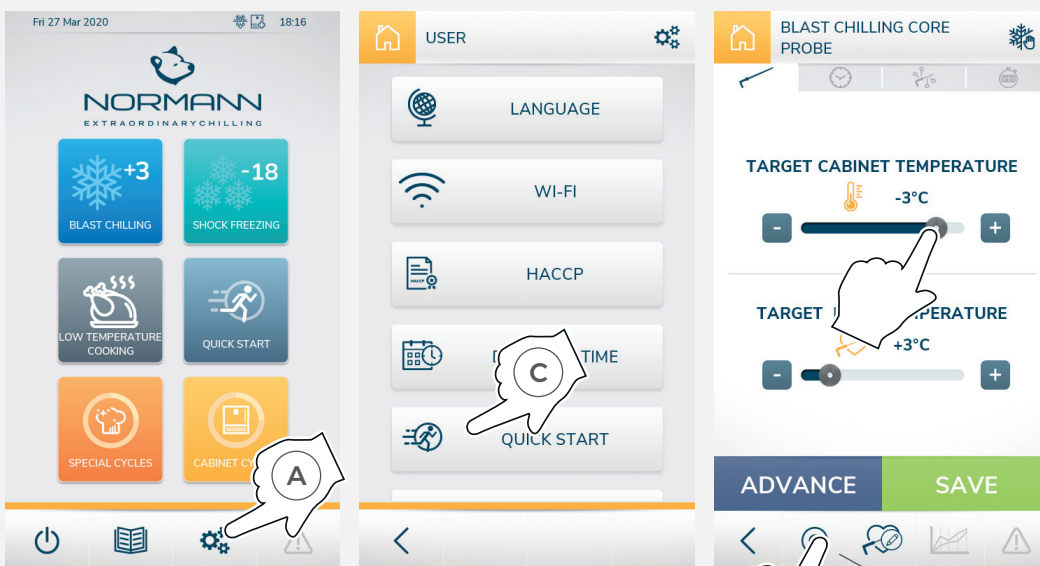 Fri 27 Mar 2020
18:16
NORMANN
EXTRAORDINARYCHILLING
+3
BLAST CHILLING
-18
SHOCK FREEZING
LOW TEMPERATURE
COOKING
QUICK START
SPECIAL CYCLES
CABINET
A
USER
LANGUAGE
WI-FI
HACCP
HACCP
TIME
C
QUICK START
BLAST CHILLING CORE
PROBE
TARGET CABINET TEMPERATURE
-3°C
- +
TARGET
+3°C
- +
ADVANCE
SAVE